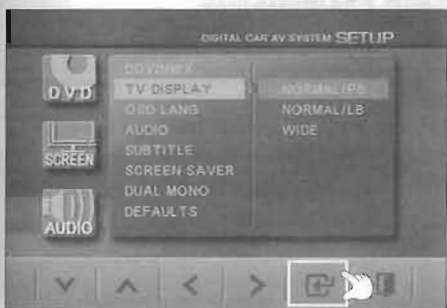 DIGITAL CAR AV SYSTEM SETUP
DVD
SCREEN
AUDIO
TV DISPLAY
OSD LANG
AUDIO
SUBTITLE
SCREEN SAVER
DUAL MONO
DEFAULTS
NORMAL/PS
NORMAL/LB
WIDE